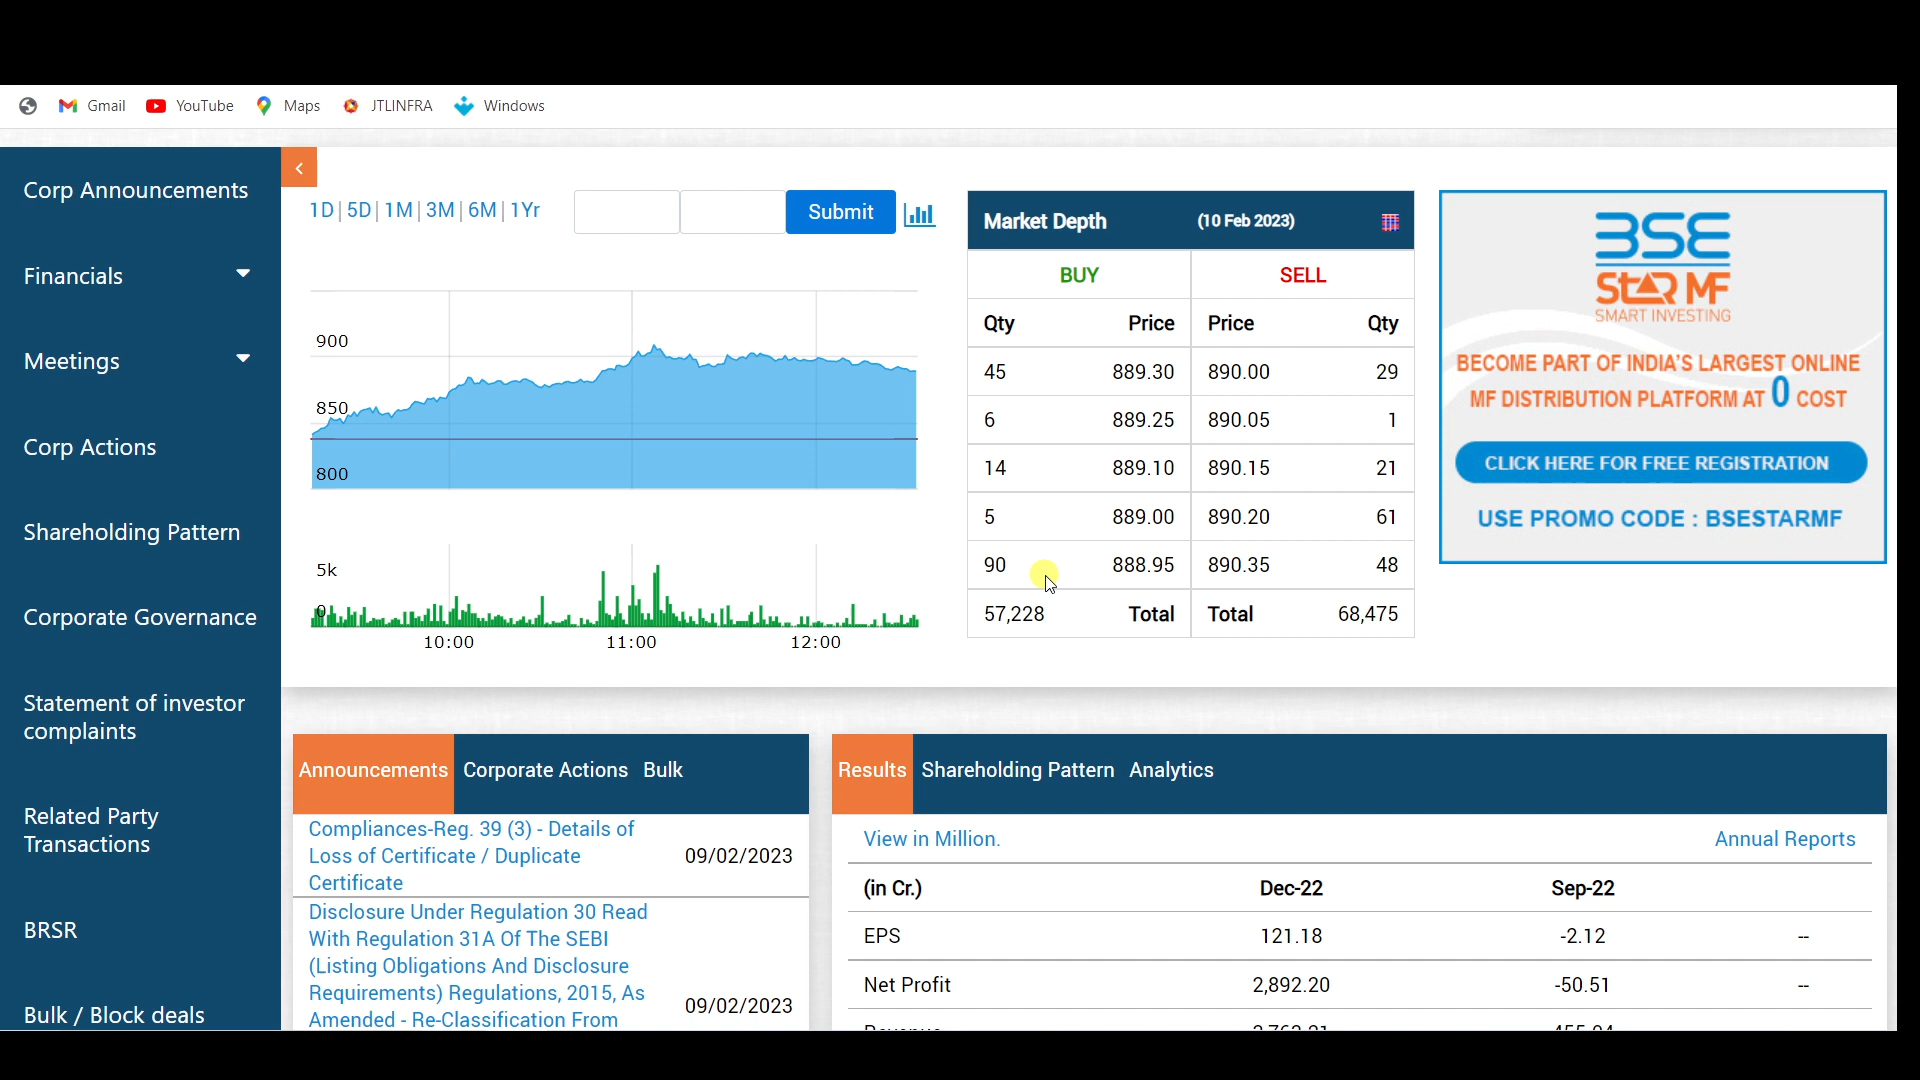 Gmail YouTube Maps JTLINFRA Windows
Corp Announcements
Financials
Meetings
Corp Actions
Shareholding Pattern
Corporate Governance
Statement of investor
complaints
Related Party
Transactions
BRSR
Bulk / Block deals
1D | 5D | 1M | 3M | 6M | 1Yr Submit
900
850
800
5k
0
10:00 11:00 12:00
Market Depth (10 Feb 2023)
BUY SELL
Qty Price Price Qty
45 889.30 890.00 29
6 889.25 890.05 1
14 889.10 890.15 21
5 889.00 890.20 61
90 888.95 890.35 48
57,228 Total Total 68,475
BSE
StAR MF
SMART INVESTING
BECOME PART OF INDIA'S LARGEST ONLINE
MF DISTRIBUTION PLATFORM AT 0 COST
CLICK HERE FOR FREE REGISTRATION
USE PROMO CODE : BSESTARMF
Announcements Corporate Actions Bulk
Compliances-Reg. 39 (3) - Details of
Loss of Certificate / Duplicate 09/02/2023
Certificate
Disclosure Under Regulation 30 Read
With Regulation 31A Of The SEBI
(Listing Obligations And Disclosure
Requirements) Regulations, 2015, As 09/02/2023
Amended - Re-Classification From
Results Shareholding Pattern Analytics
View in Million. Annual Reports
(in Cr.) Dec-22 Sep-22
EPS 121.18 -2.12 --
Net Profit 2,892.20 -50.51 --